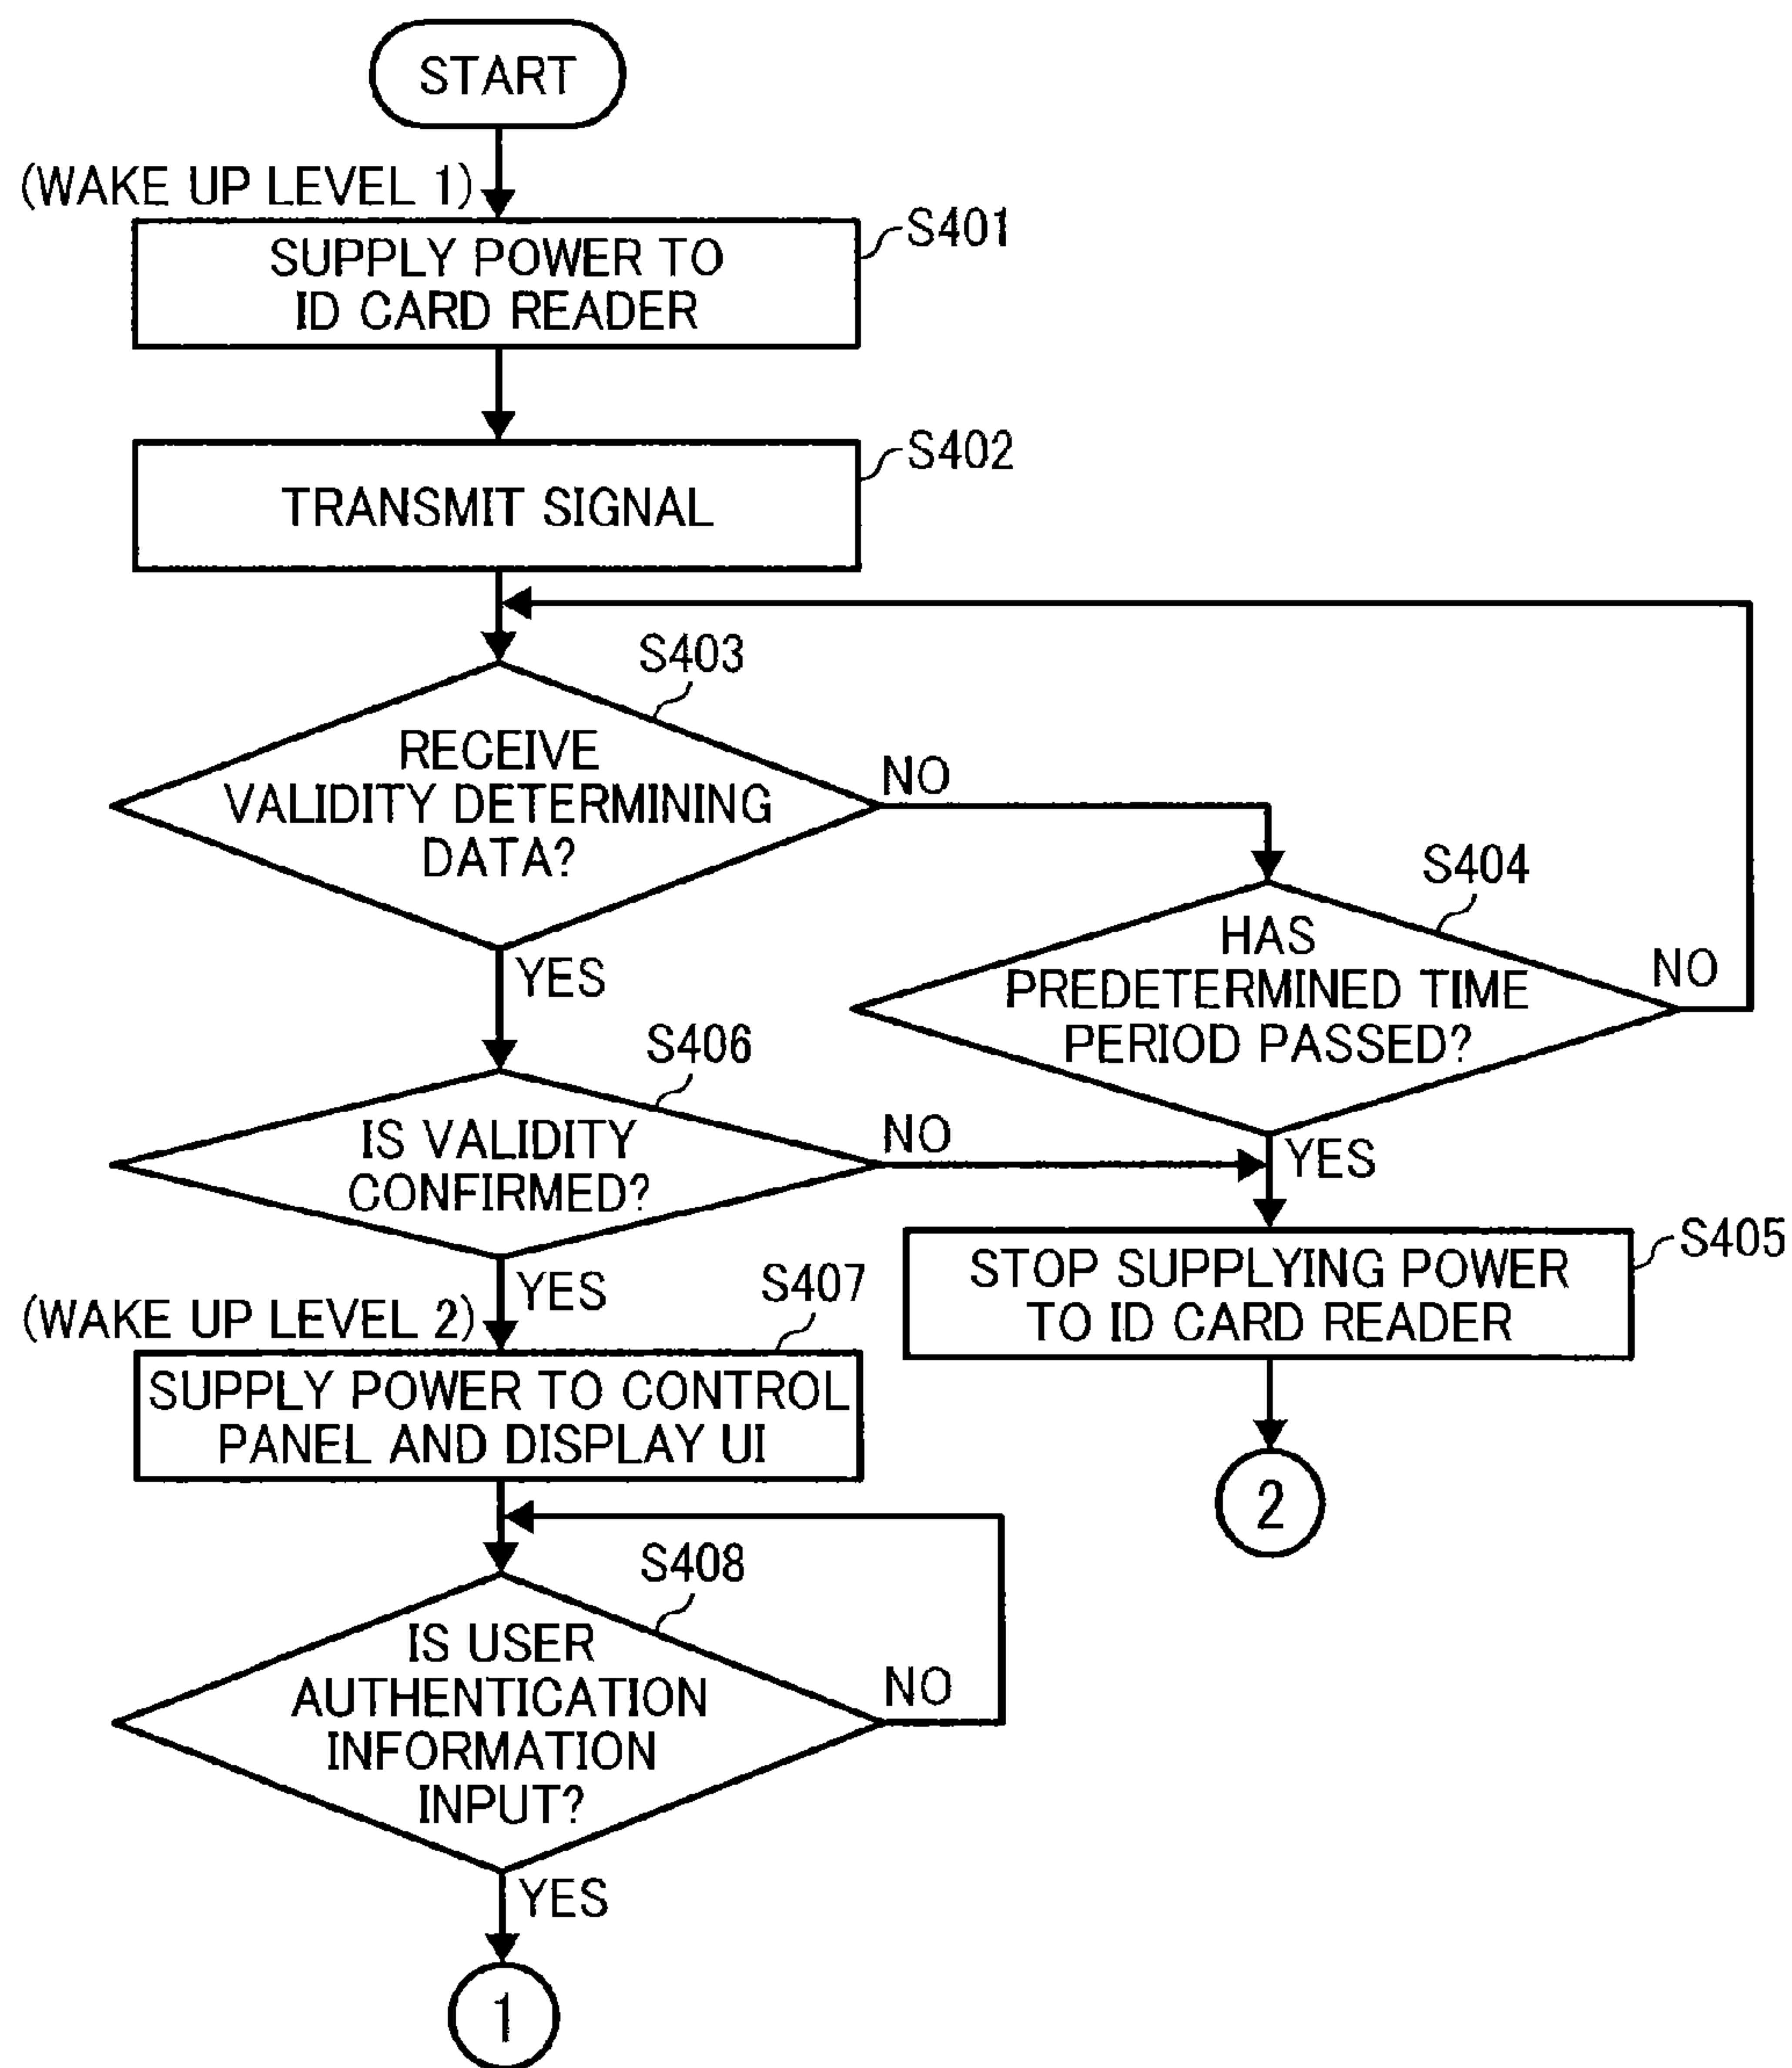 START
(WAKE UP LEVEL 1)
S401
SUPPLY POWER TO
ID CARD READER
S402
TRANSMIT SIGNAL
S403
RECEIVE
VALIDITY DETERMINING
DATA?
NO
YES
S404
HAS
PREDETERMINED TIME
PERIOD PASSED?
NO
YES
S406
IS VALIDITY
CONFIRMED?
NO
YES
S405
STOP SUPPLYING POWER
TO ID CARD READER
2
(WAKE UP LEVEL 2)
S407
SUPPLY POWER TO CONTROL
PANEL AND DISPLAY UI
S408
IS USER
AUTHENTICATION
INFORMATION
INPUT?
NO
YES
1